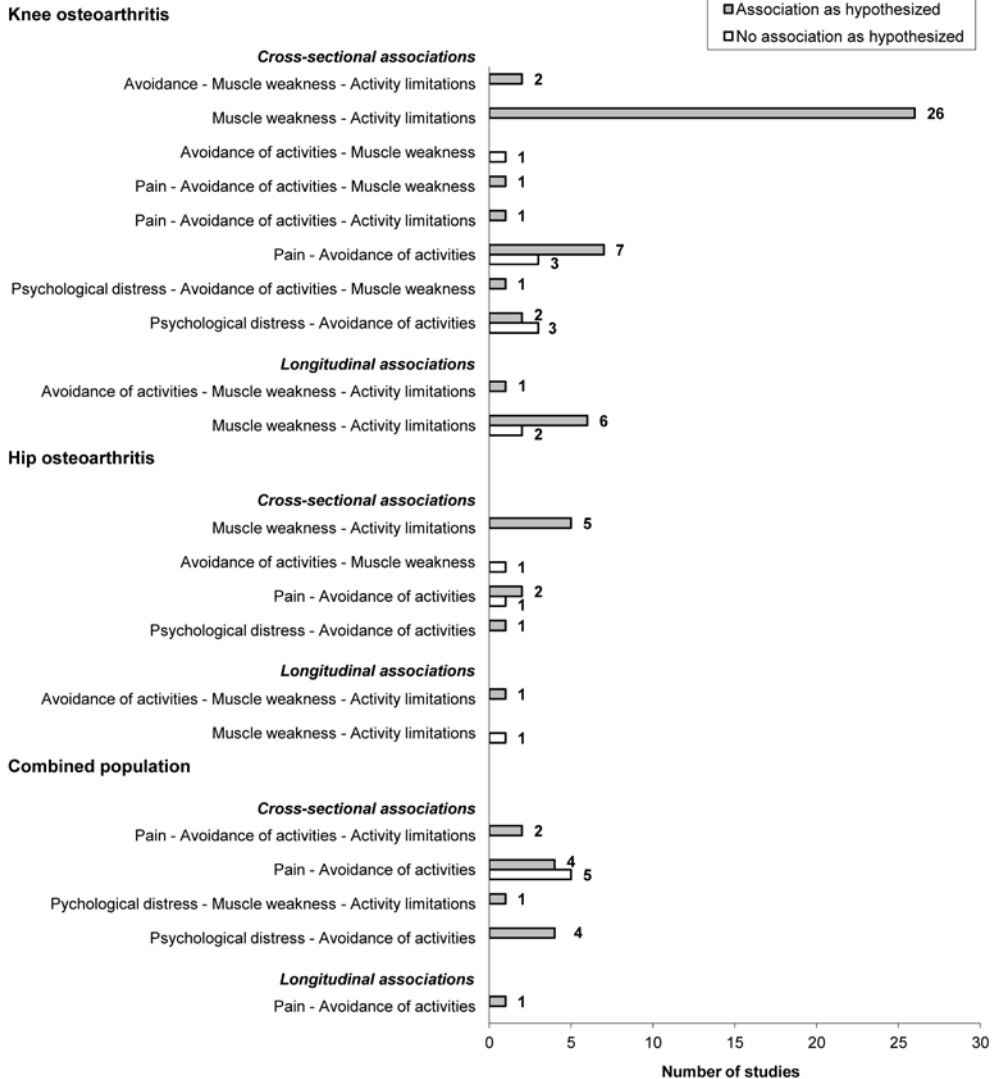 Knee osteoarthritis
Association as hypothesized
No association as hypothesized
Cross-sectional associations
Avoidance - Muscle weakness - Activity limitations 2
Muscle weakness - Activity limitations 26
Avoidance of activities - Muscle weakness 1
Pain - Avoidance of activities - Muscle weakness 1
Pain - Avoidance of activities - Activity limitations 1
Pain - Avoidance of activities 7
3
Psychological distress - Avoidance of activities - Muscle weakness 1
Psychological distress - Avoidance of activities 2
3
Longitudinal associations
Avoidance of activities - Muscle weakness - Activity limitations 1
Muscle weakness - Activity limitations 6
2
Hip osteoarthritis
Cross-sectional associations
Muscle weakness - Activity limitations 5
Avoidance of activities - Muscle weakness 1
Pain - Avoidance of activities 2
1
Psychological distress - Avoidance of activities 1
Longitudinal associations
Avoidance of activities - Muscle weakness - Activity limitations 1
Muscle weakness - Activity limitations 1
Combined population
Cross-sectional associations
Pain - Avoidance of activities - Activity limitations 2
Pain - Avoidance of activities 4
5
Pychological distress - Muscle weakness - Activity limitations 1
Psychological distress - Avoidance of activities 4
Longitudinal associations
Pain - Avoidance of activities 1
0 5 10 15 20 25 30
Number of studies